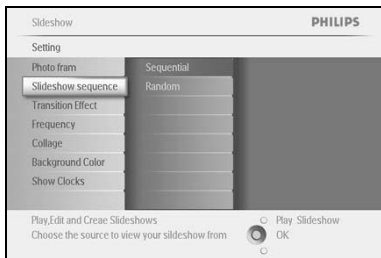 Slideshow PHILIPS
Setting
Photo fram Sequential
Slideshow sequence Random
Transition Effect
Frequency
Collage
Background Color
Show Clocks
Play,Edit and Creae Slideshows Play Slideshow
Choose the source to view your sildeshow from OK